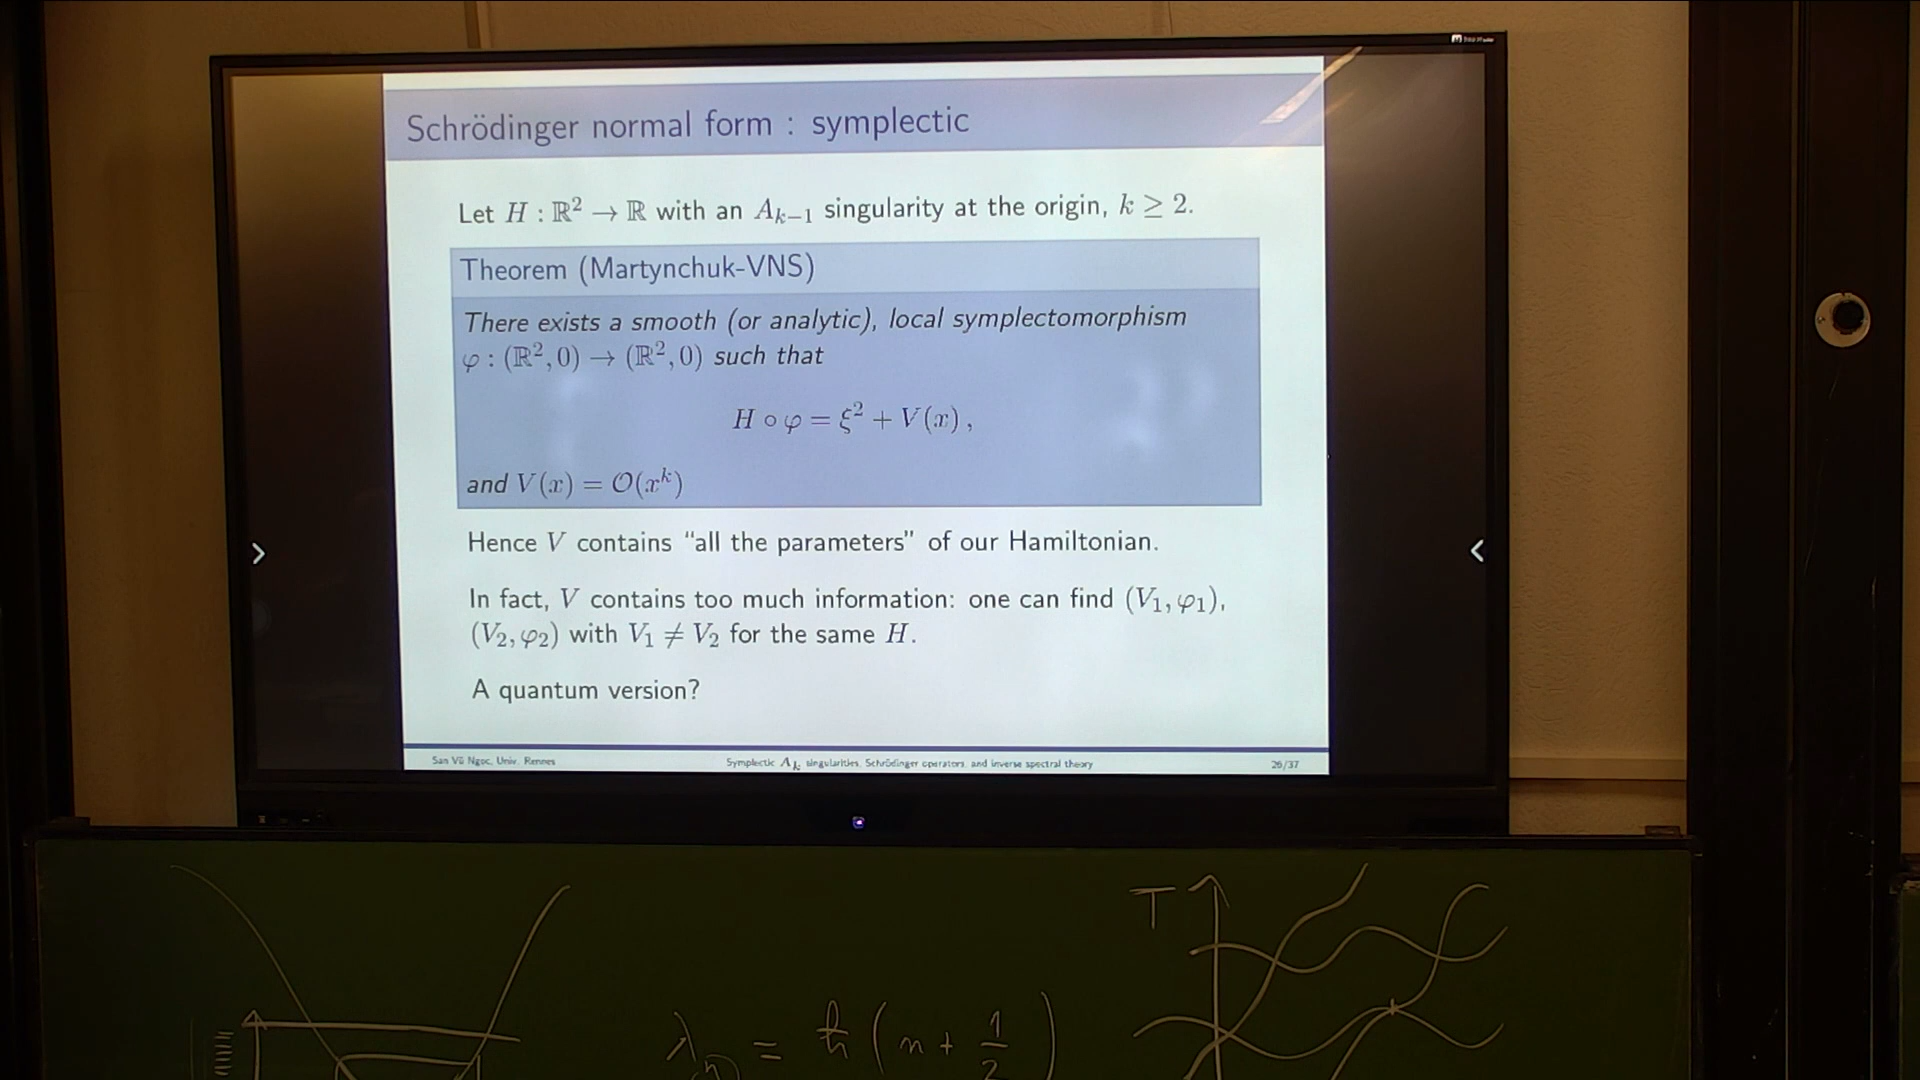 Schrödinger normal form : symplectic
Let H : ℝ² → ℝ with an A_{k−1} singularity at the origin, k ≥ 2.
Theorem (Martynchuk-VNS)
There exists a smooth (or analytic), local symplectomorphism
φ : (ℝ², 0) → (ℝ², 0) such that
H ∘ φ = ξ² + V(x) ,
and V(x) = 𝒪(x^k)
Hence V contains “all the parameters” of our Hamiltonian.
In fact, V contains too much information: one can find (V₁, φ₁),
(V₂, φ₂) with V₁ ≠ V₂ for the same H.
A quantum version?
San Vũ Ngọc, Univ. Rennes
Symplectic A_k singularities, Schrödinger operators, and inverse spectral theory
26/37
T
λ_n = ℏ (n + 1/2)